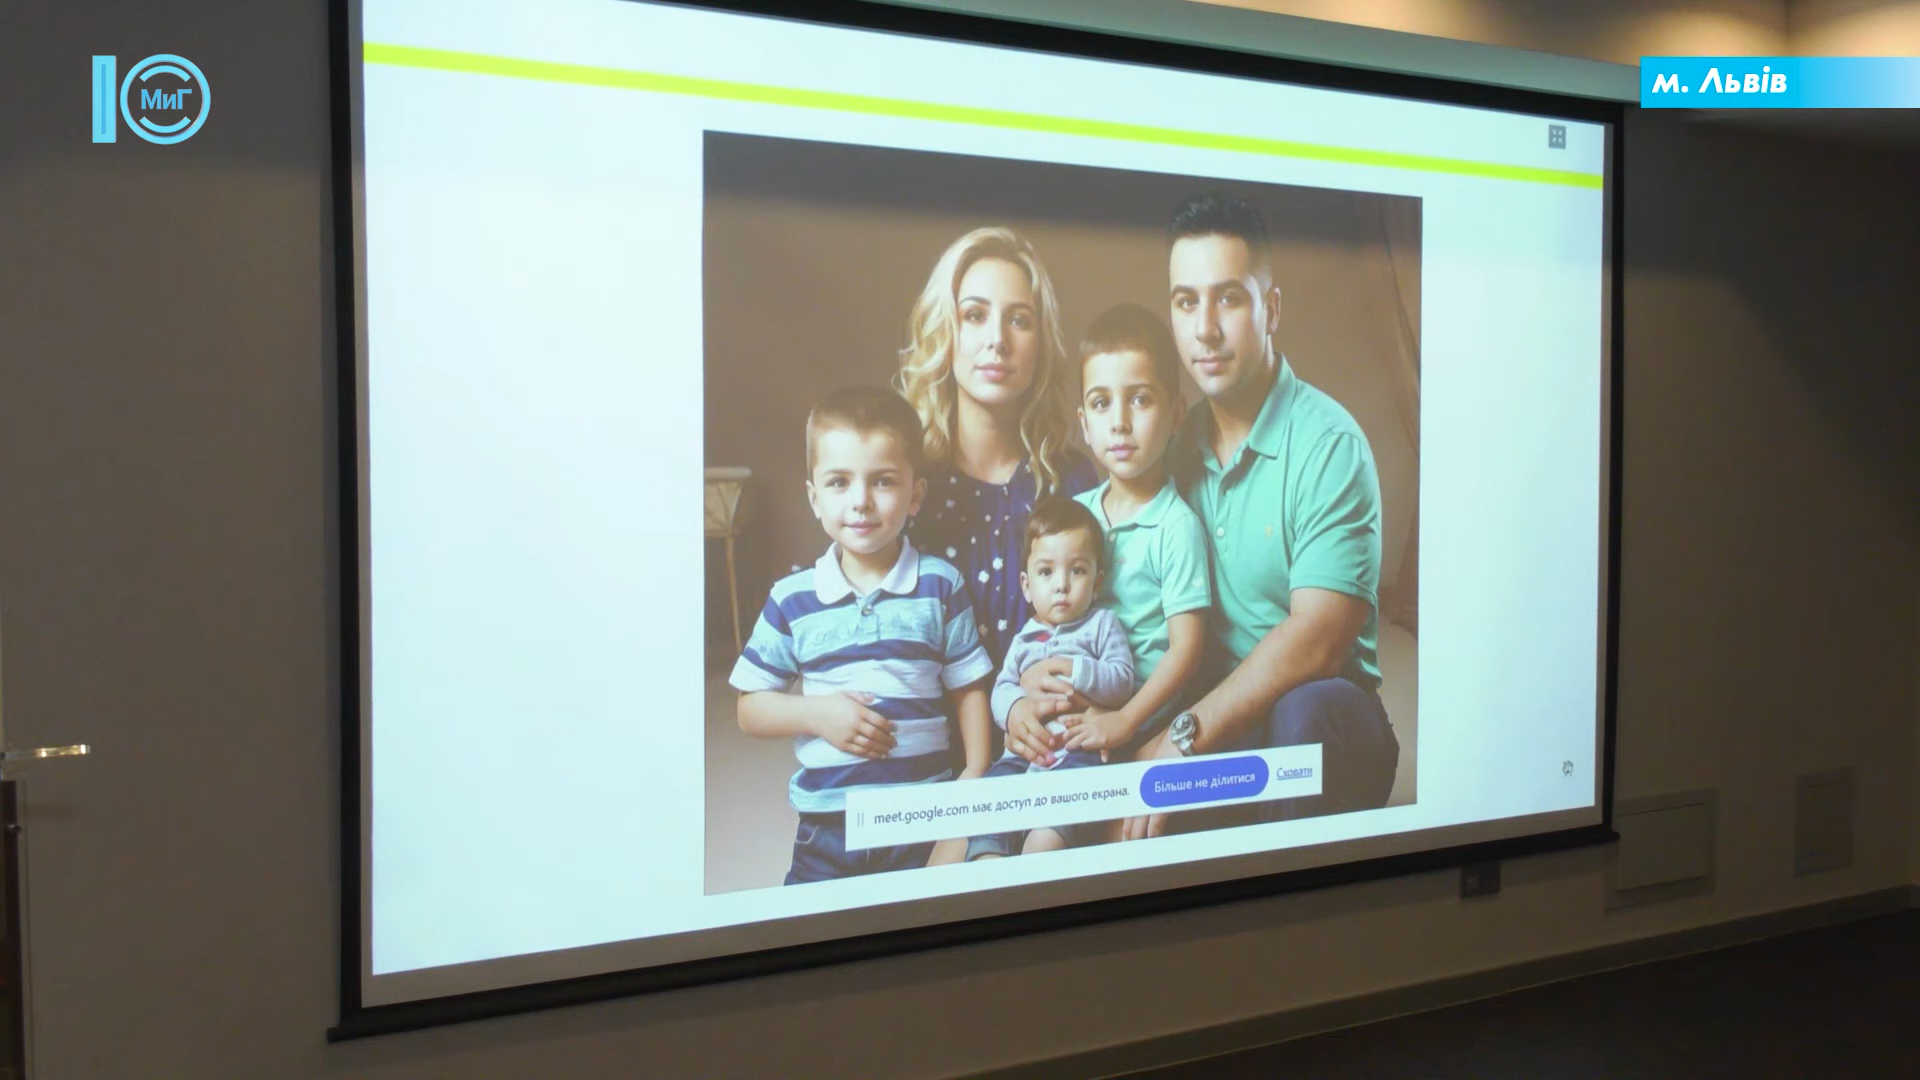 МиГ
м. Львів
meet.google.com має доступ до вашого екрана. Більше не ділитися Сховати